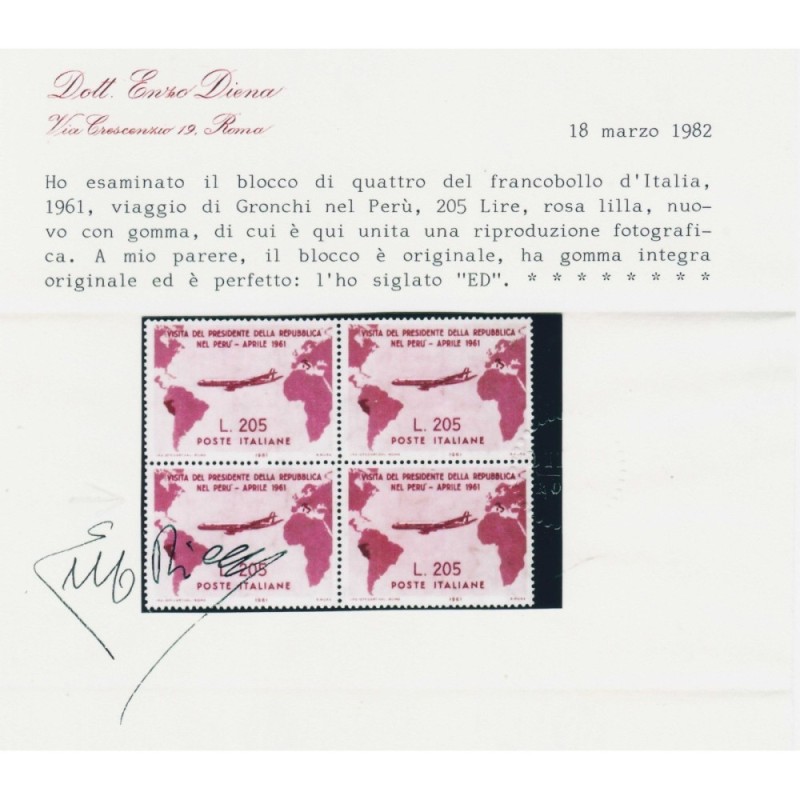 Dott. Enzo Diena
Via Crescenzio 19, Roma
18 marzo 1982
Ho esaminato il blocco di quattro del francobollo d'Italia,
1961, viaggio di Gronchi nel Perù, 205 Lire, rosa lilla, nuo-
vo con gomma, di cui è qui unita una riproduzione fotografi-
ca. A mio parere, il blocco è originale, ha gomma integra
originale ed è perfetto: l'ho siglato "ED". * * * * * * * *
VISITA DEL PRESIDENTE DELLA REPUBBLICA
NEL PERU' - APRILE 1961
L. 205
POSTE ITALIANE
1961
VISITA DEL PRESIDENTE DELLA REPUBBLICA
NEL PERU' - APRILE 1961
L. 205
POSTE ITALIANE
1961
VISITA DEL PRESIDENTE DELLA REPUBBLICA
NEL PERU' - APRILE 1961
L. 205
POSTE ITALIANE
1961
VISITA DEL PRESIDENTE DELLA REPUBBLICA
NEL PERU' - APRILE 1961
L. 205
POSTE ITALIANE
1961